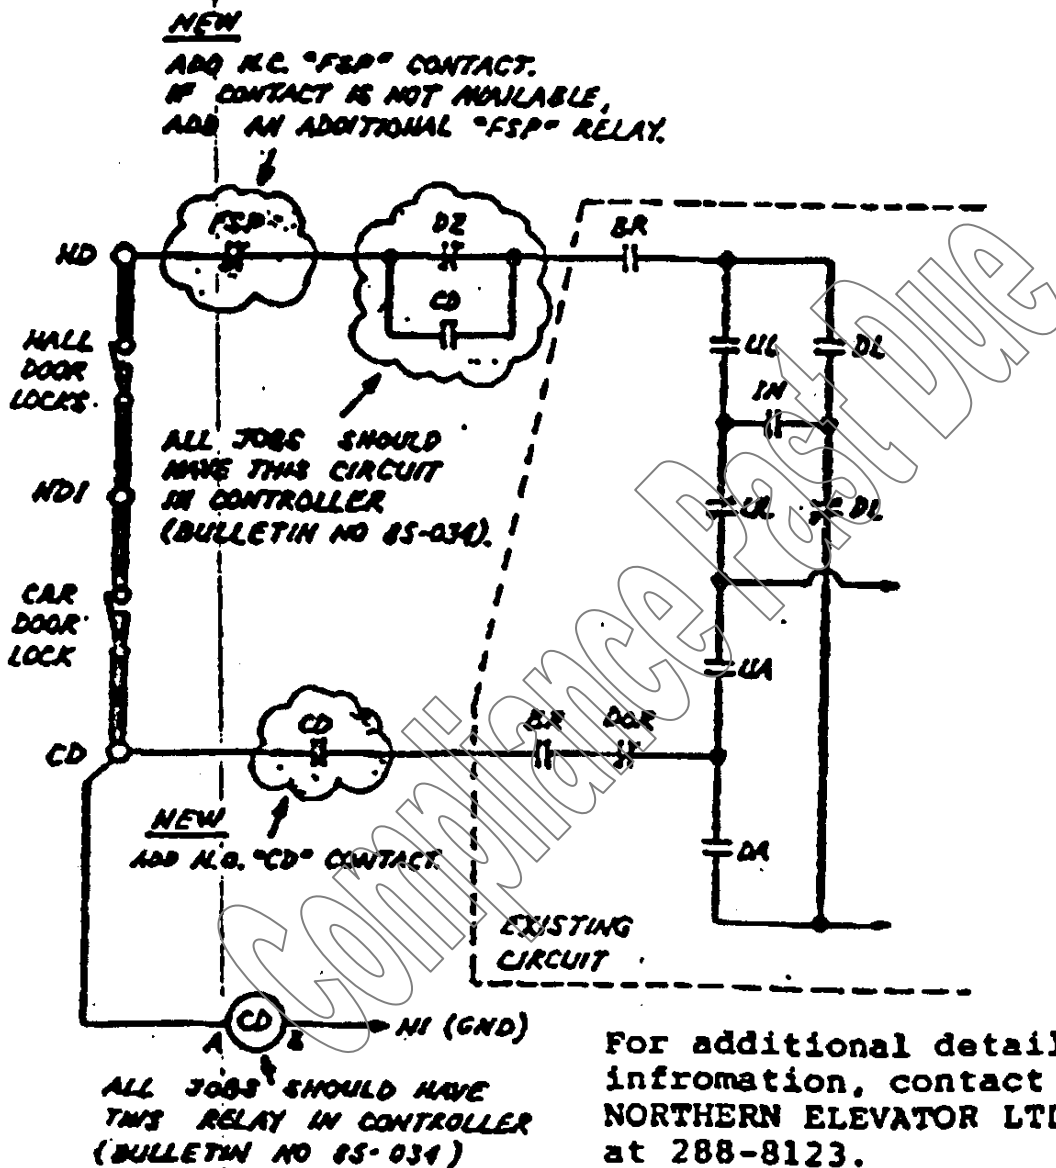 NEW
ADD N.C. "FSP" CONTACT.
IF CONTACT IS NOT AVAILABLE,
ADD AN ADDITIONAL "FSP" RELAY.
FSP
DZ
BR
HD
CD
HALL
DOOR
LOCKS
UL
DL
IN
ALL JOBS SHOULD
HAVE THIS CIRCUIT
IN CONTROLLER
(BULLETIN NO 85-034).
HD1
UL
DL
CAR
DOOR
LOCK
UA
CD
CD
BR
DOR
NEW
ADD N.O. "CD" CONTACT.
DA
EXISTING
CIRCUIT
CD
A
B
N1 (GND)
ALL JOBS SHOULD HAVE
THIS RELAY IN CONTROLLER
(BULLETIN NO 85-034)
For additional detail
infromation, contact
NORTHERN ELEVATOR LTD
at 288-8123.
Compliance Past Due